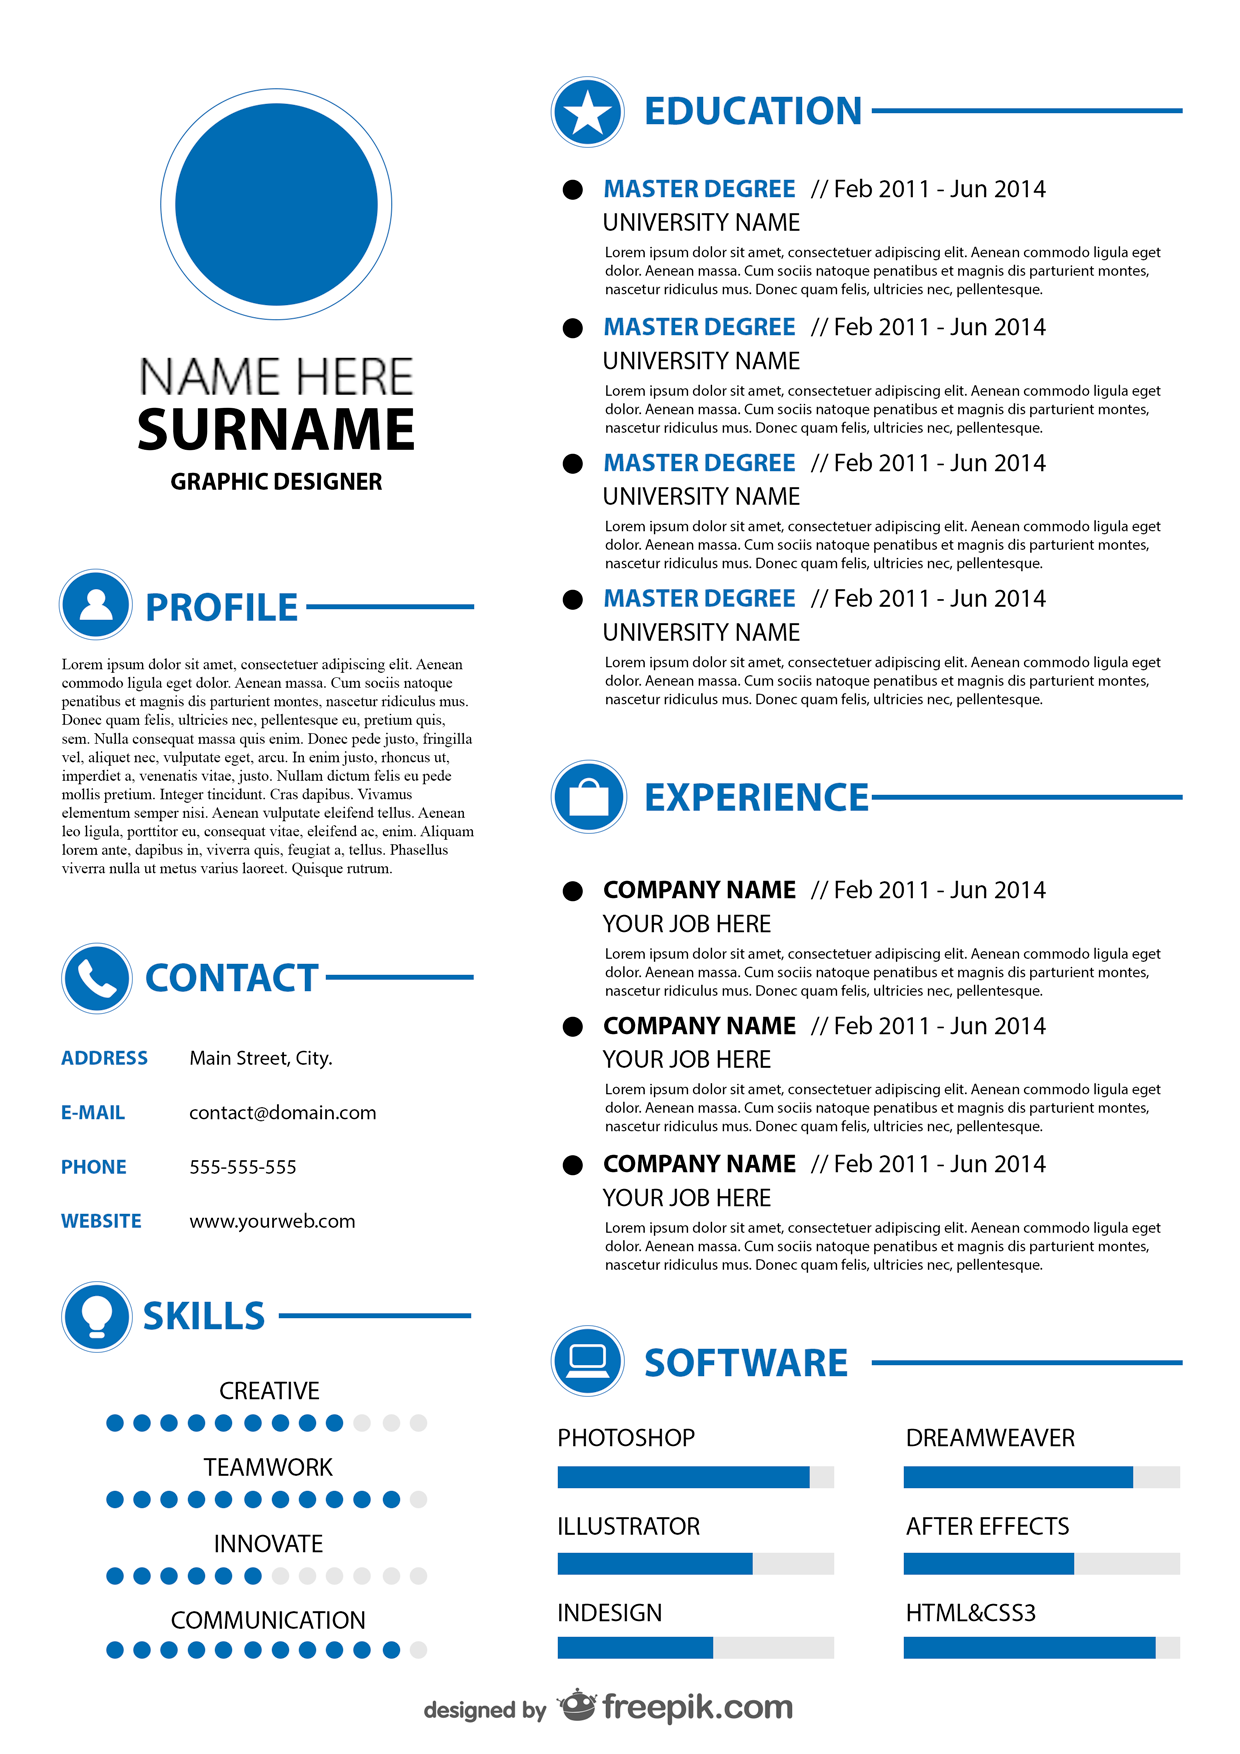 NAME HERE
SURNAME
GRAPHIC DESIGNER
PROFILE
Lorem ipsum dolor sit amet, consectetuer adipiscing elit. Aenean
commodo ligula eget dolor. Aenean massa. Cum sociis natoque
penatibus et magnis dis parturient montes, nascetur ridiculus mus.
Donec quam felis, ultricies nec, pellentesque eu, pretium quis,
sem. Nulla consequat massa quis enim. Donec pede justo, fringilla
vel, aliquet nec, vulputate eget, arcu. In enim justo, rhoncus ut,
imperdiet a, venenatis vitae, justo. Nullam dictum felis eu pede
mollis pretium. Integer tincidunt. Cras dapibus. Vivamus
elementum semper nisi. Aenean vulputate eleifend tellus. Aenean
leo ligula, porttitor eu, consequat vitae, eleifend ac, enim. Aliquam
lorem ante, dapibus in, viverra quis, feugiat a, tellus. Phasellus
viverra nulla ut metus varius laoreet. Quisque rutrum.
CONTACT
ADDRESS Main Street, City.
E-MAIL contact@domain.com
PHONE 555-555-555
WEBSITE www.yourweb.com
SKILLS
CREATIVE
TEAMWORK
INNOVATE
COMMUNICATION
EDUCATION
MASTER DEGREE // Feb 2011 - Jun 2014
UNIVERSITY NAME
Lorem ipsum dolor sit amet, consectetuer adipiscing elit. Aenean commodo ligula eget
dolor. Aenean massa. Cum sociis natoque penatibus et magnis dis parturient montes,
nascetur ridiculus mus. Donec quam felis, ultricies nec, pellentesque.
MASTER DEGREE // Feb 2011 - Jun 2014
UNIVERSITY NAME
Lorem ipsum dolor sit amet, consectetuer adipiscing elit. Aenean commodo ligula eget
dolor. Aenean massa. Cum sociis natoque penatibus et magnis dis parturient montes,
nascetur ridiculus mus. Donec quam felis, ultricies nec, pellentesque.
MASTER DEGREE // Feb 2011 - Jun 2014
UNIVERSITY NAME
Lorem ipsum dolor sit amet, consectetuer adipiscing elit. Aenean commodo ligula eget
dolor. Aenean massa. Cum sociis natoque penatibus et magnis dis parturient montes,
nascetur ridiculus mus. Donec quam felis, ultricies nec, pellentesque.
MASTER DEGREE // Feb 2011 - Jun 2014
UNIVERSITY NAME
Lorem ipsum dolor sit amet, consectetuer adipiscing elit. Aenean commodo ligula eget
dolor. Aenean massa. Cum sociis natoque penatibus et magnis dis parturient montes,
nascetur ridiculus mus. Donec quam felis, ultricies nec, pellentesque.
EXPERIENCE
COMPANY NAME // Feb 2011 - Jun 2014
YOUR JOB HERE
Lorem ipsum dolor sit amet, consectetuer adipiscing elit. Aenean commodo ligula eget
dolor. Aenean massa. Cum sociis natoque penatibus et magnis dis parturient montes,
nascetur ridiculus mus. Donec quam felis, ultricies nec, pellentesque.
COMPANY NAME // Feb 2011 - Jun 2014
YOUR JOB HERE
Lorem ipsum dolor sit amet, consectetuer adipiscing elit. Aenean commodo ligula eget
dolor. Aenean massa. Cum sociis natoque penatibus et magnis dis parturient montes,
nascetur ridiculus mus. Donec quam felis, ultricies nec, pellentesque.
COMPANY NAME // Feb 2011 - Jun 2014
YOUR JOB HERE
Lorem ipsum dolor sit amet, consectetuer adipiscing elit. Aenean commodo ligula eget
dolor. Aenean massa. Cum sociis natoque penatibus et magnis dis parturient montes,
nascetur ridiculus mus. Donec quam felis, ultricies nec, pellentesque.
SOFTWARE
PHOTOSHOP DREAMWEAVER
ILLUSTRATOR AFTER EFFECTS
INDESIGN HTML&CSS3
designed by freepik.com